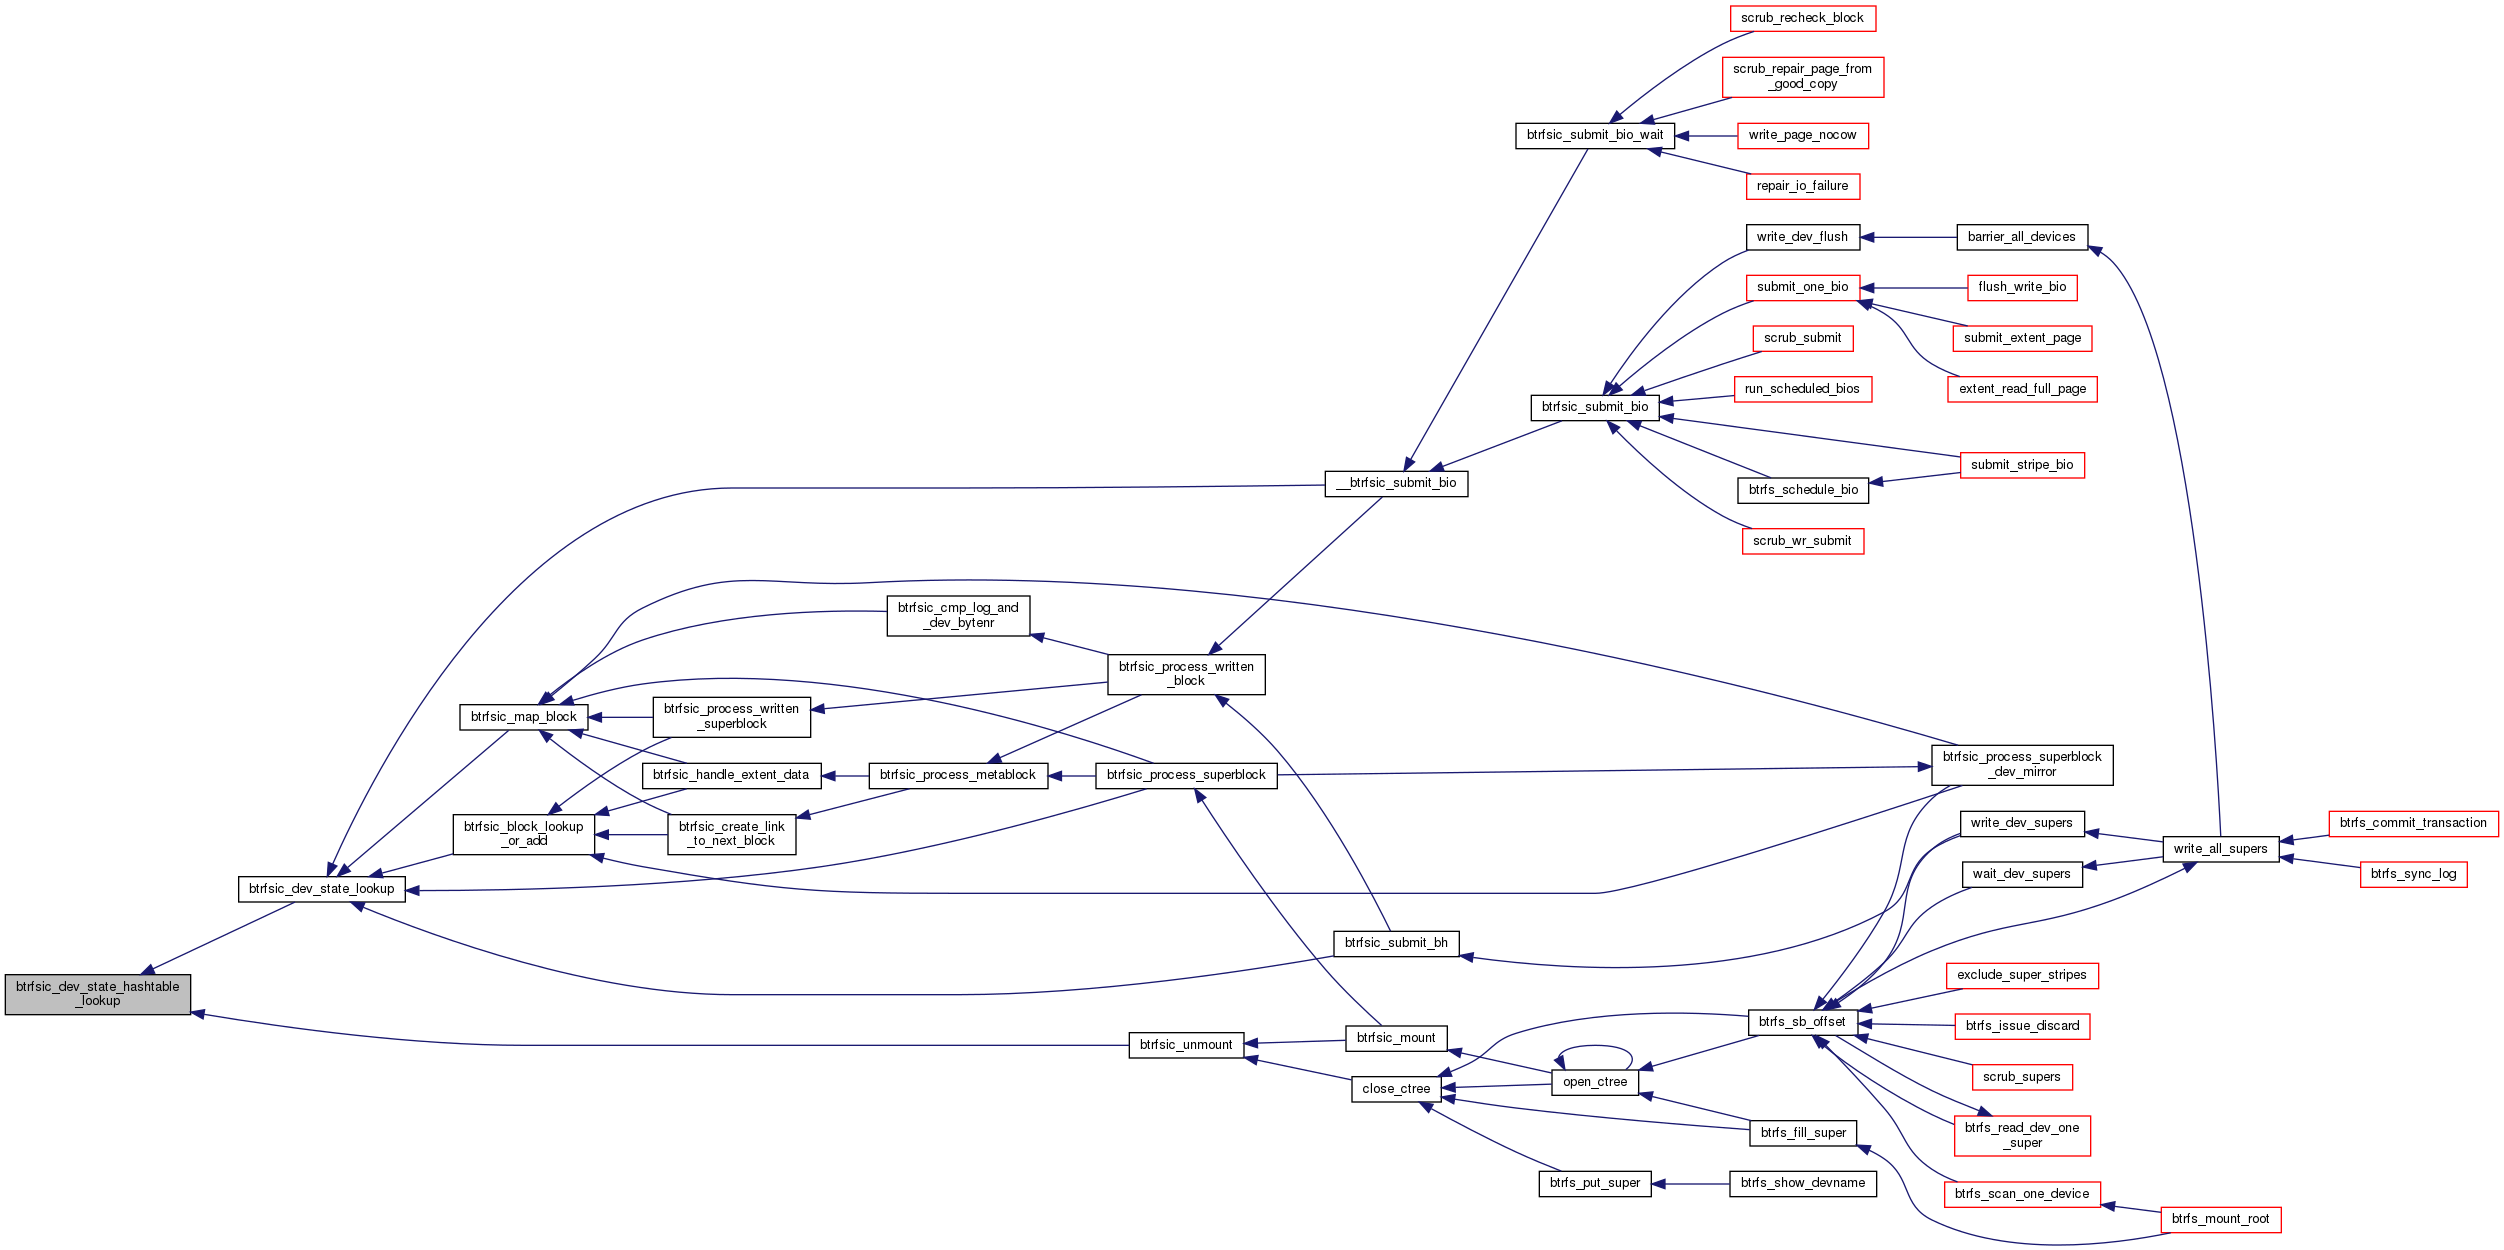 scrub_recheck_block
scrub_repair_page_from
_good_copy
btrfsic_submit_bio_wait
write_page_nocow
repair_io_failure
write_dev_flush
barrier_all_devices
submit_one_bio
flush_write_bio
scrub_submit
submit_extent_page
run_scheduled_bios
extent_read_full_page
btrfsic_submit_bio
submit_stripe_bio
__btrfsic_submit_bio
btrfs_schedule_bio
scrub_wr_submit
btrfsic_cmp_log_and
_dev_bytenr
btrfsic_process_written
_block
btrfsic_map_block
btrfsic_process_written
_superblock
btrfsic_handle_extent_data
btrfsic_process_metablock
btrfsic_process_superblock
btrfsic_process_superblock
_dev_mirror
btrfsic_block_lookup
_or_add
btrfsic_create_link
_to_next_block
write_dev_supers
btrfs_commit_transaction
write_all_supers
wait_dev_supers
btrfs_sync_log
btrfsic_dev_state_lookup
btrfsic_submit_bh
btrfsic_dev_state_hashtable
_lookup
exclude_super_stripes
btrfs_sb_offset
btrfs_issue_discard
btrfsic_unmount
btrfsic_mount
close_ctree
open_ctree
scrub_supers
btrfs_fill_super
btrfs_read_dev_one
_super
btrfs_put_super
btrfs_show_devname
btrfs_scan_one_device
btrfs_mount_root